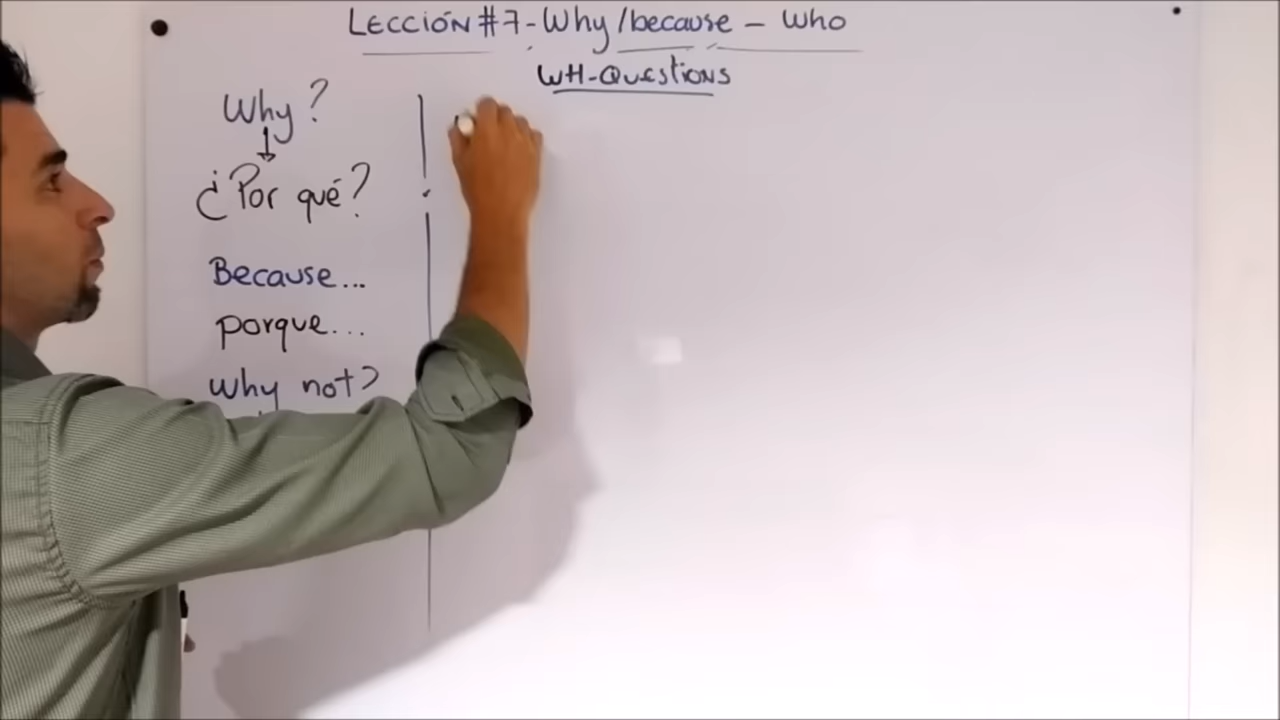 LECCIÓN #7 - Why / because - WHO
WH-QUESTIONS
Why?
¿Por qué?
Because...
porque...
Why not?